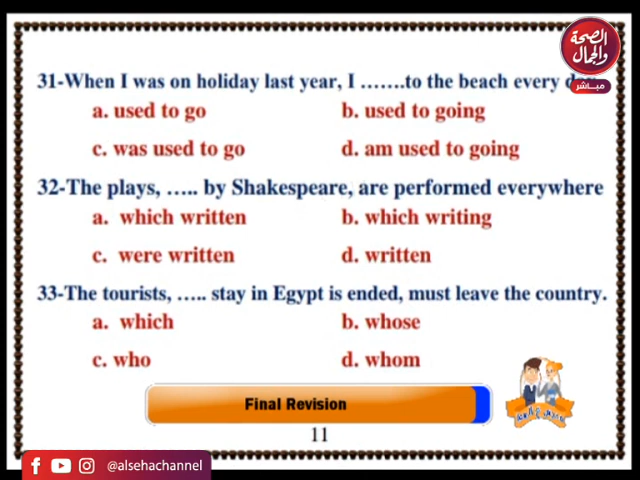 الصحة
والجمال
مباشر
31-When I was on holiday last year, I …….to the beach every
a. used to go
b. used to going
c. was used to go
d. am used to going
32-The plays, ….. by Shakespeare, are performed everywhere
a. which written
b. which writing
c. were written
d. written
33-The tourists, ….. stay in Egypt is ended, must leave the country.
a. which
b. whose
c. who
d. whom
Final Revision
11
@alsehachannel